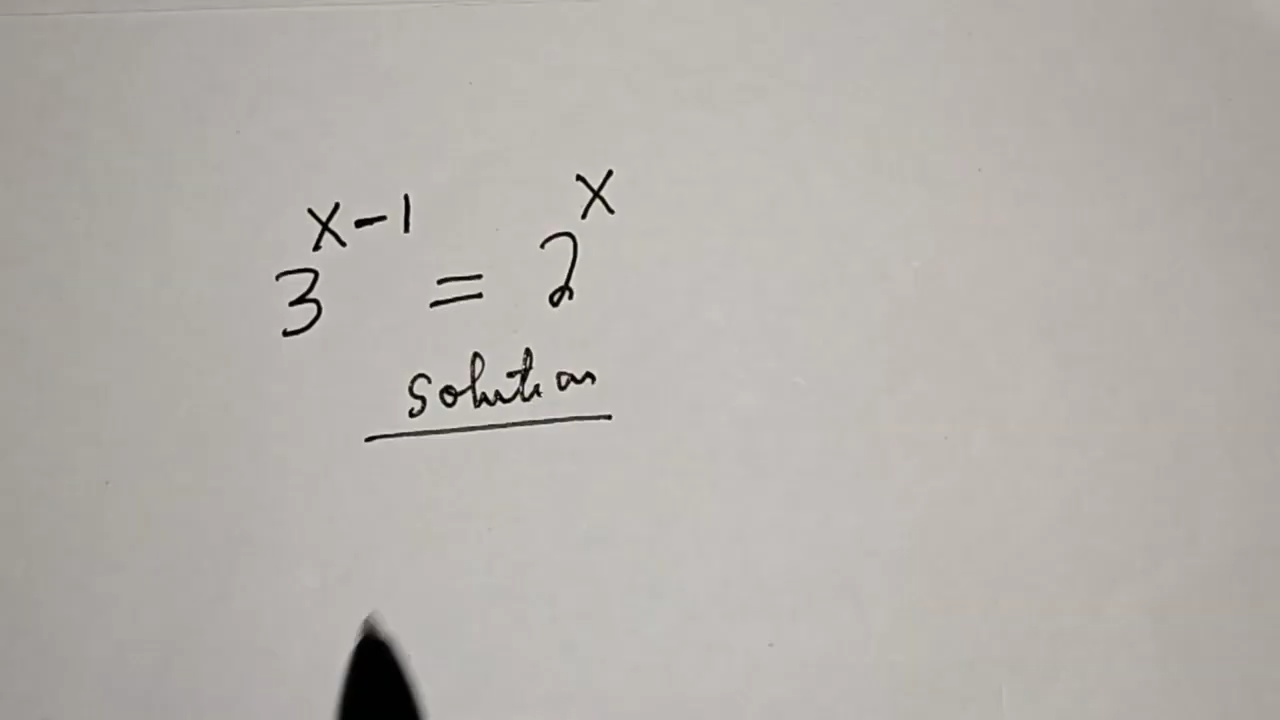 3^{x-1} = 2^x
Solution